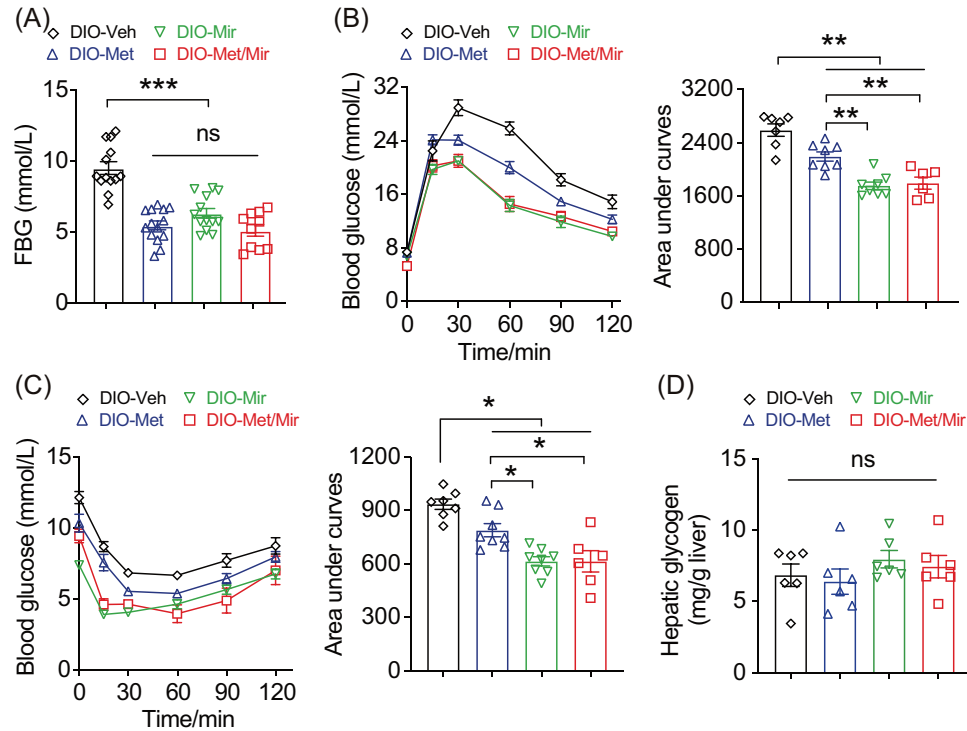 (A)
DIO-Veh DIO-Mir
DIO-Met DIO-Met/Mir
***
ns
FBG (mmol/L)
15
10
5
0
(B)
DIO-Veh DIO-Mir
DIO-Met DIO-Met/Mir
Blood glucose (mmol/L)
32
24
16
8
0
0 30 60 90 120
Time/min
**
**
**
Area under curves
3200
2400
1600
800
0
(C)
DIO-Veh DIO-Mir
DIO-Met DIO-Met/Mir
Blood glucose (mmol/L)
15
10
5
0
0 30 60 90 120
Time/min
*
*
*
Area under curves
1200
900
600
300
0
(D)
DIO-Veh DIO-Mir
DIO-Met DIO-Met/Mir
ns
Hepatic glycogen
(mg/g liver)
15
10
5
0